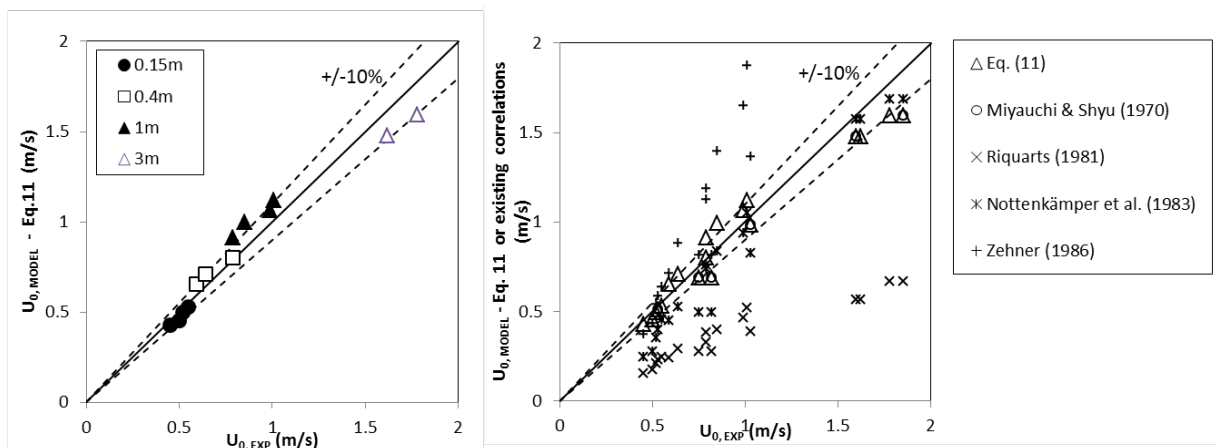 2
1.5
1
0.5
0
0 0.5 1 1.5 2
U0, MODEL - Eq.11 (m/s)
U0, EXP (m/s)
+/-10%
0.15m
0.4m
1m
3m
2
1.5
1
0.5
0
0 0.5 1 1.5 2
U0, MODEL - Eq. 11 or existing correlations
(m/s)
U0, EXP (m/s)
+/-10%
Eq. (11)
Miyauchi & Shyu (1970)
Riquarts (1981)
Nottenkämper et al. (1983)
Zehner (1986)